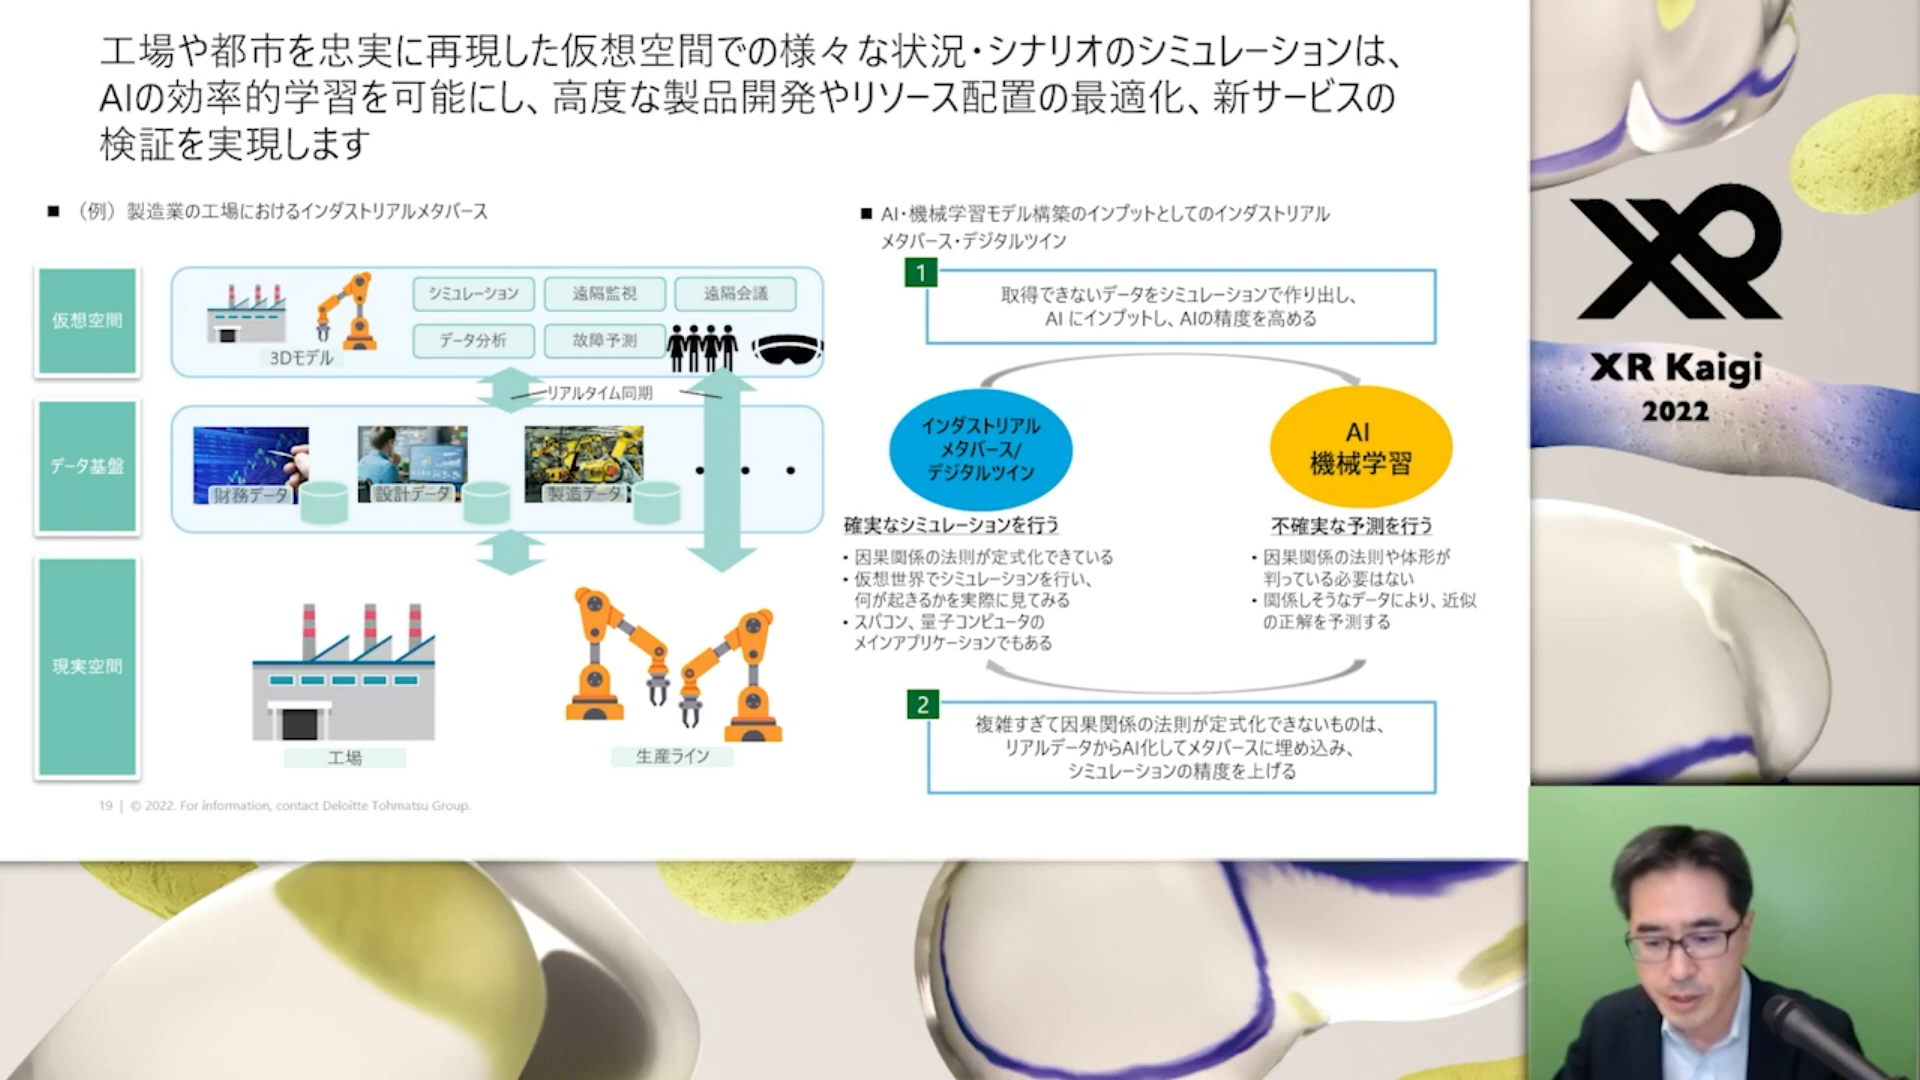 工場や都市を忠実に再現した仮想空間での様々な状況・シナリオのシミュレーションは、
AIの効率的学習を可能にし、高度な製品開発やリソース配置の最適化、新サービスの
検証を実現します
■ （例）製造業の工場におけるインダストリアルメタバース
仮想空間
3Dモデル
シミュレーション
遠隔監視
遠隔会議
データ分析
故障予測
リアルタイム同期
データ基盤
財務データ
設計データ
製造データ
・・・
現実空間
工場
生産ライン
■ AI・機械学習モデル構築のインプットとしてのインダストリアル
メタバース・デジタルツイン
1
取得できないデータをシミュレーションで作り出し、
AI にインプットし、AIの精度を高める
インダストリアル
メタバース/
デジタルツイン
AI
機械学習
確実なシミュレーションを行う
・因果関係の法則が定式化できている
・仮想世界でシミュレーションを行い、
何が起きるかを実際に見てみる
・スパコン、量子コンピュータの
メインアプリケーションでもある
不確実な予測を行う
・因果関係の法則や体形が
判っている必要はない
・関係しそうなデータにより、近似
の正解を予測する
2
複雑すぎて因果関係の法則が定式化できないものは、
リアルデータからAI化してメタバースに埋め込み、
シミュレーションの精度を上げる
19 | © 2022. For information, contact Deloitte Tohmatsu Group.
XR
XR Kaigi
2022